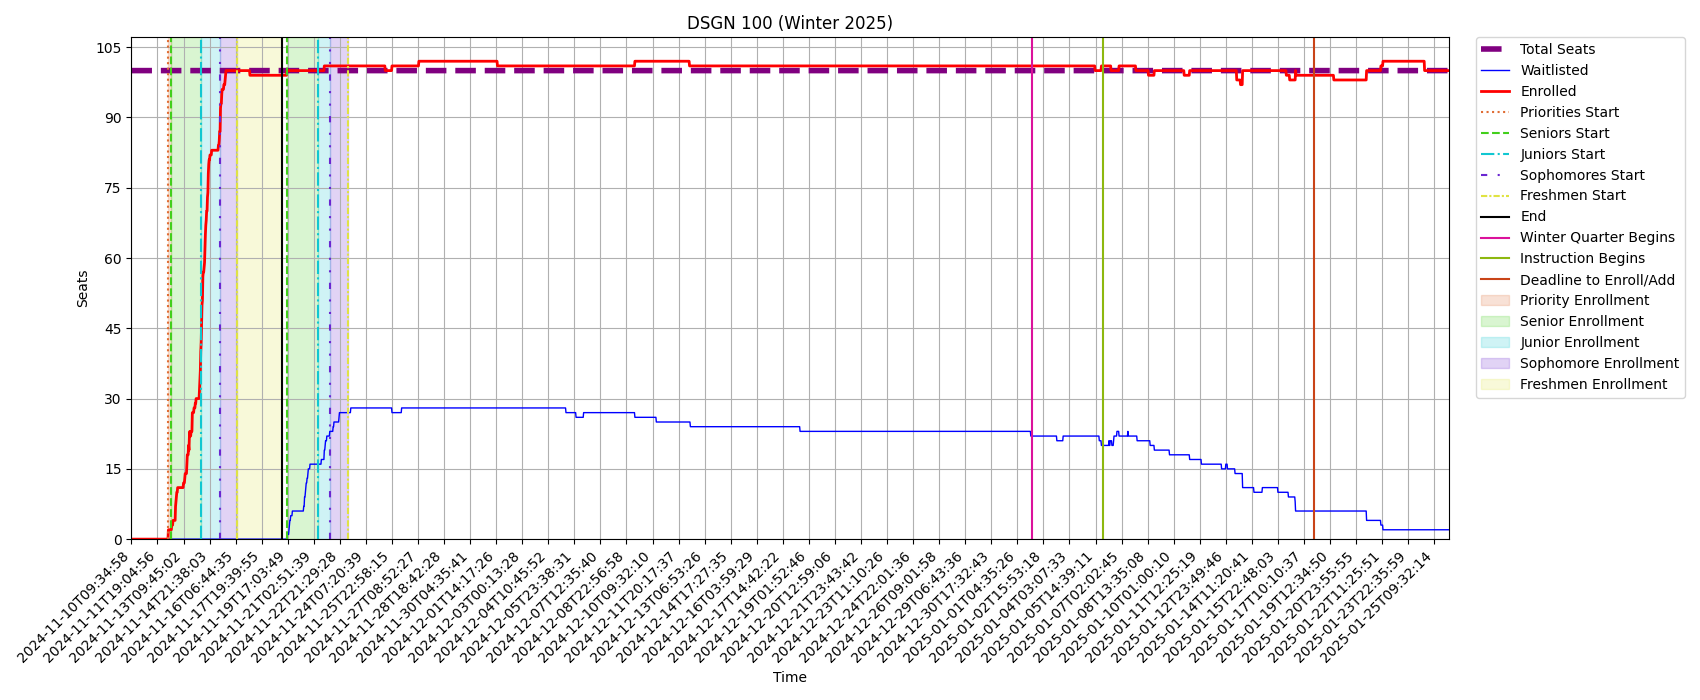 DSGN 100 (Winter 2025)
Seats
105
90
75
60
45
30
15
0
2024-11-10T09:34:58
2024-11-11T19:04:56
2024-11-13T09:45:02
2024-11-14T21:38:03
2024-11-16T06:44:35
2024-11-17T19:39:55
2024-11-19T17:03:49
2024-11-21T02:51:39
2024-11-22T21:29:28
2024-11-24T07:20:39
2024-11-25T22:58:15
2024-11-27T08:52:27
2024-11-28T18:42:28
2024-11-30T04:35:41
2024-12-01T14:17:26
2024-12-03T00:13:28
2024-12-04T10:45:52
2024-12-05T23:38:31
2024-12-07T12:35:40
2024-12-08T22:56:58
2024-12-10T09:32:10
2024-12-11T20:17:37
2024-12-13T06:53:26
2024-12-14T17:27:35
2024-12-16T03:59:29
2024-12-17T14:42:22
2024-12-19T01:52:46
2024-12-20T12:59:06
2024-12-21T23:43:42
2024-12-23T11:10:26
2024-12-24T22:01:36
2024-12-26T09:01:58
2024-12-29T06:43:36
2024-12-30T17:32:43
2025-01-01T04:35:26
2025-01-02T15:53:18
2025-01-04T03:07:33
2025-01-05T14:39:11
2025-01-07T02:02:45
2025-01-08T13:35:08
2025-01-10T01:00:10
2025-01-11T12:25:19
2025-01-12T23:49:46
2025-01-14T11:20:41
2025-01-15T22:48:03
2025-01-17T10:10:37
2025-01-19T12:34:50
2025-01-20T23:55:55
2025-01-22T11:25:51
2025-01-23T22:35:59
2025-01-25T09:32:14
Time
Total Seats
Waitlisted
Enrolled
Priorities Start
Seniors Start
Juniors Start
Sophomores Start
Freshmen Start
End
Winter Quarter Begins
Instruction Begins
Deadline to Enroll/Add
Priority Enrollment
Senior Enrollment
Junior Enrollment
Sophomore Enrollment
Freshmen Enrollment